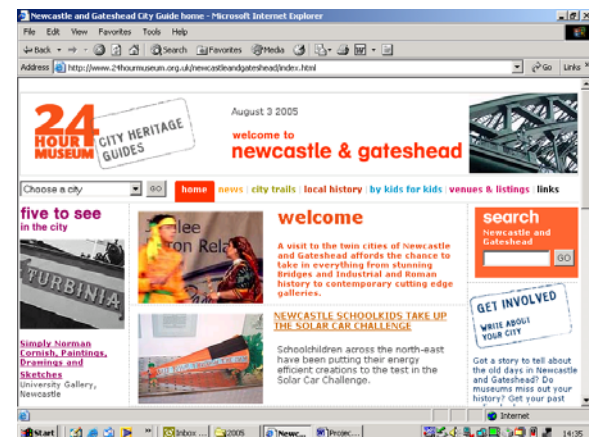 Newcastle and Gateshead City Guide home - Microsoft Internet Explorer
File Edit View Favorites Tools Help
Back Search Favorites Media
Address http://www.24hourmuseum.org.uk/newcastleandgateshead/index.html Go Links »
24
HOUR
MUSEUM
CITY HERITAGE
GUIDES
August 3 2005
welcome to
newcastle & gateshead
Choose a city GO home news | city trails | local history | by kids for kids | venues & listings | links
five to see
in the city
TURBINIA
Simply Norman
Cornish, Paintings,
Drawings and
Sketches
University Gallery,
Newcastle
welcome
A visit to the twin cities of Newcastle
and Gateshead affords the chance to
take in everything from stunning
Bridges and Industrial and Roman
history to contemporary cutting edge
galleries.
NEWCASTLE SCHOOLKIDS TAKE UP
THE SOLAR CAR CHALLENGE
Schoolchildren across the north-east
have been putting their energy
efficient creations to the test in the
Solar Car Challenge.
search
Newcastle and
Gateshead
GO
GET INVOLVED
WRITE ABOUT
YOUR CITY
Got a story to tell about
the old days in Newcastle
and Gateshead? Do
museums miss out your
history? Get your past
Internet
Start » Inbox ... 2005 Newc... Projec... 14:35